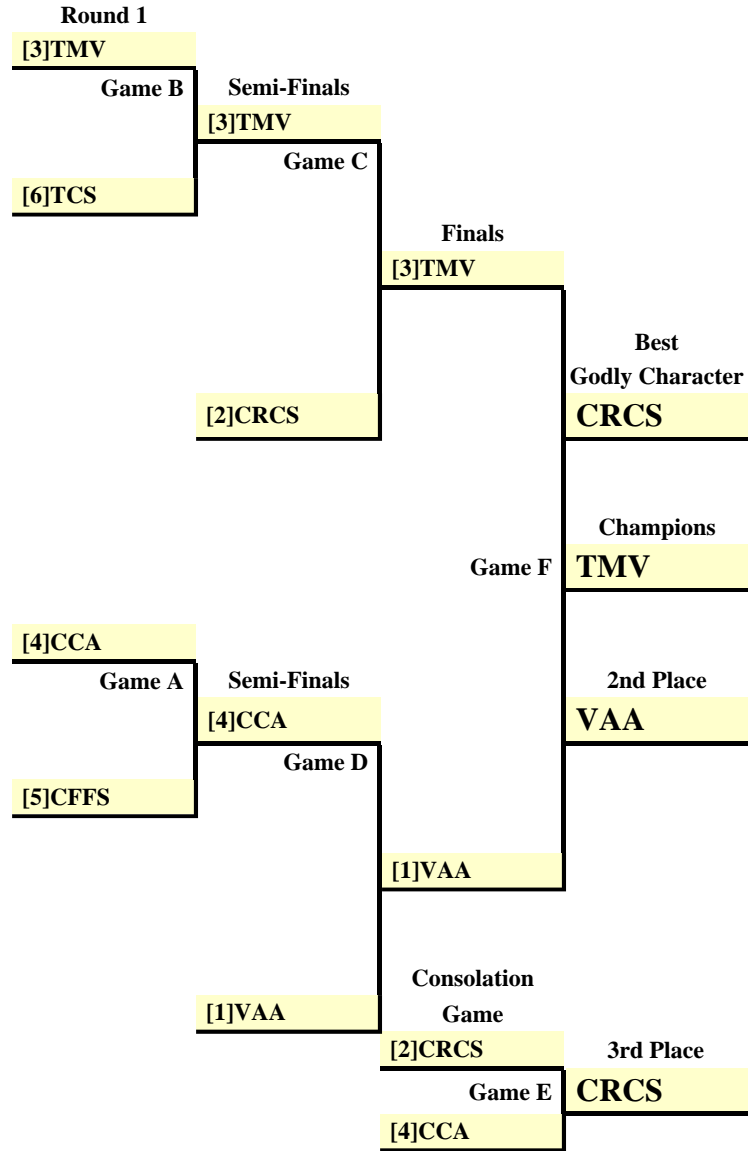 Round 1
[3]TMV
Game B
Semi-Finals
[3]TMV
Game C
[6]TCS
Finals
[3]TMV
Best
Godly Character
[2]CRCS
CRCS
Champions
Game F
TMV
[4]CCA
Game A
Semi-Finals
2nd Place
[4]CCA
VAA
Game D
[5]CFFS
[1]VAA
Consolation
[1]VAA
Game
[2]CRCS
3rd Place
Game E
CRCS
[4]CCA